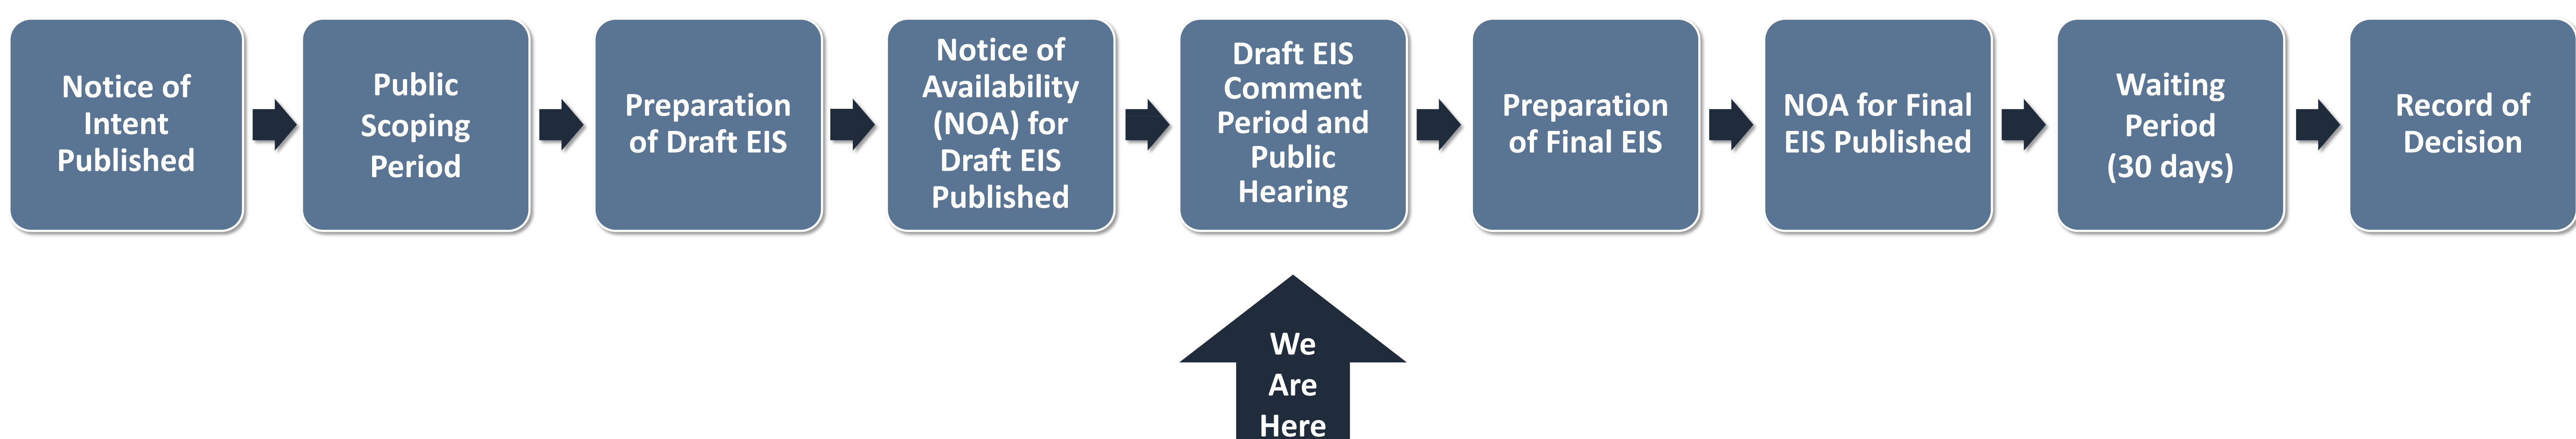 Notice of
Intent
Published
Public
Scoping
Period
Preparation
of Draft EIS
Notice of
Availability
(NOA) for
Draft EIS
Published
Draft EIS
Comment
Period and
Public
Hearing
Preparation
of Final EIS
NOA for Final
EIS Published
Waiting
Period
(30 days)
Record of
Decision
We
Are
Here